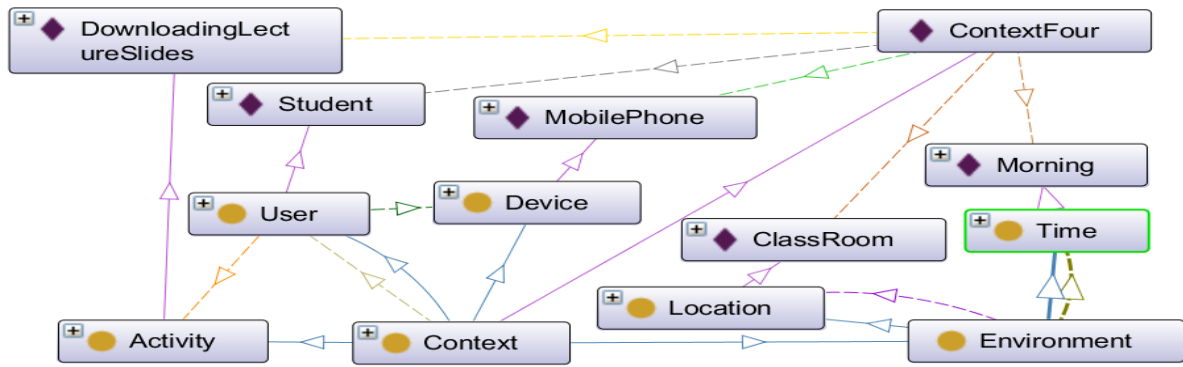 DownloadingLect
ureSlides
ContextFour
Student
MobilePhone
Morning
User
Device
ClassRoom
Time
Location
Activity
Context
Environment